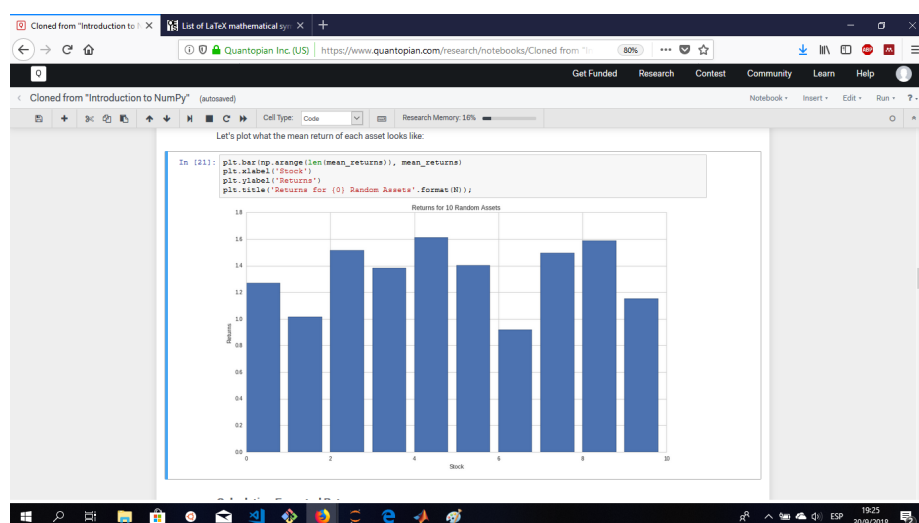 Cloned from "Introduction to N
List of LaTeX mathematical sym
Quantopian Inc. (US) https://www.quantopian.com/research/notebooks/Cloned from "In 80%
Q Get Funded Research Contest Community Learn Help
Cloned from "Introduction to NumPy" (autosaved) Notebook Insert Edit Run ?
Cell Type: Code Research Memory: 16%
Let's plot what the mean return of each asset looks like:
In [21]: plt.bar(np.arange(len(mean_returns)), mean_returns)
plt.xlabel('Stock')
plt.ylabel('Returns')
plt.title('Returns for {0} Random Assets'.format(N));
Returns for 10 Random Assets
1.8
1.6
1.4
1.2
1.0
Returns
0.8
0.6
0.4
0.2
0.0
0 2 4 6 8 10
Stock
ESP 19:25
30/9/2018